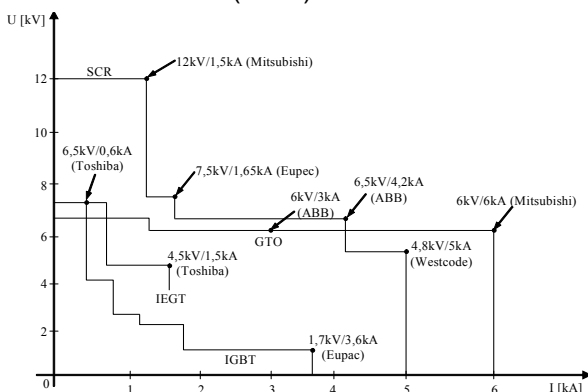 U [kV]
SCR
12kV/1,5kA (Mitsubishi)
12
10
6,5kV/0,6kA
(Toshiba)
7,5kV/1,65kA (Eupec)
6,5kV/4,2kA
(ABB)
8
6kV/3kA
(ABB)
6kV/6kA (Mitsubishi)
6
GTO
4,5kV/1,5kA
(Toshiba)
4,8kV/5kA
(Westcode)
4
IEGT
2
1,7kV/3,6kA
(Eupac)
IGBT
0
1
2
3
4
5
6
I [kA]